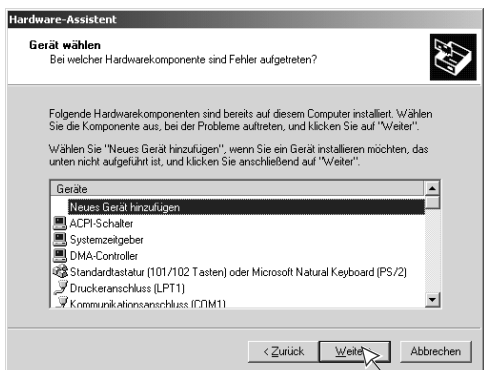 Hardware-Assistent
Gerät wählen
Bei welcher Hardwarekomponente sind Fehler aufgetreten?
Folgende Hardwarekomponenten sind bereits auf diesem Computer installiert. Wählen
Sie die Komponente aus, bei der Probleme auftreten, und klicken Sie auf "Weiter".
Wählen Sie "Neues Gerät hinzufügen", wenn Sie ein Gerät installieren möchten, das
unten nicht aufgeführt ist, und klicken Sie anschließend auf "Weiter".
Geräte
Neues Gerät hinzufügen
ACPI-Schalter
Systemzeitgeber
DMA-Controller
Standardtastatur (101/102 Tasten) oder Microsoft Natural Keyboard (PS/2)
Druckeranschluss (LPT1)
Kommunikationsanschluss (COM1)
< Zurück
Weiter
Abbrechen